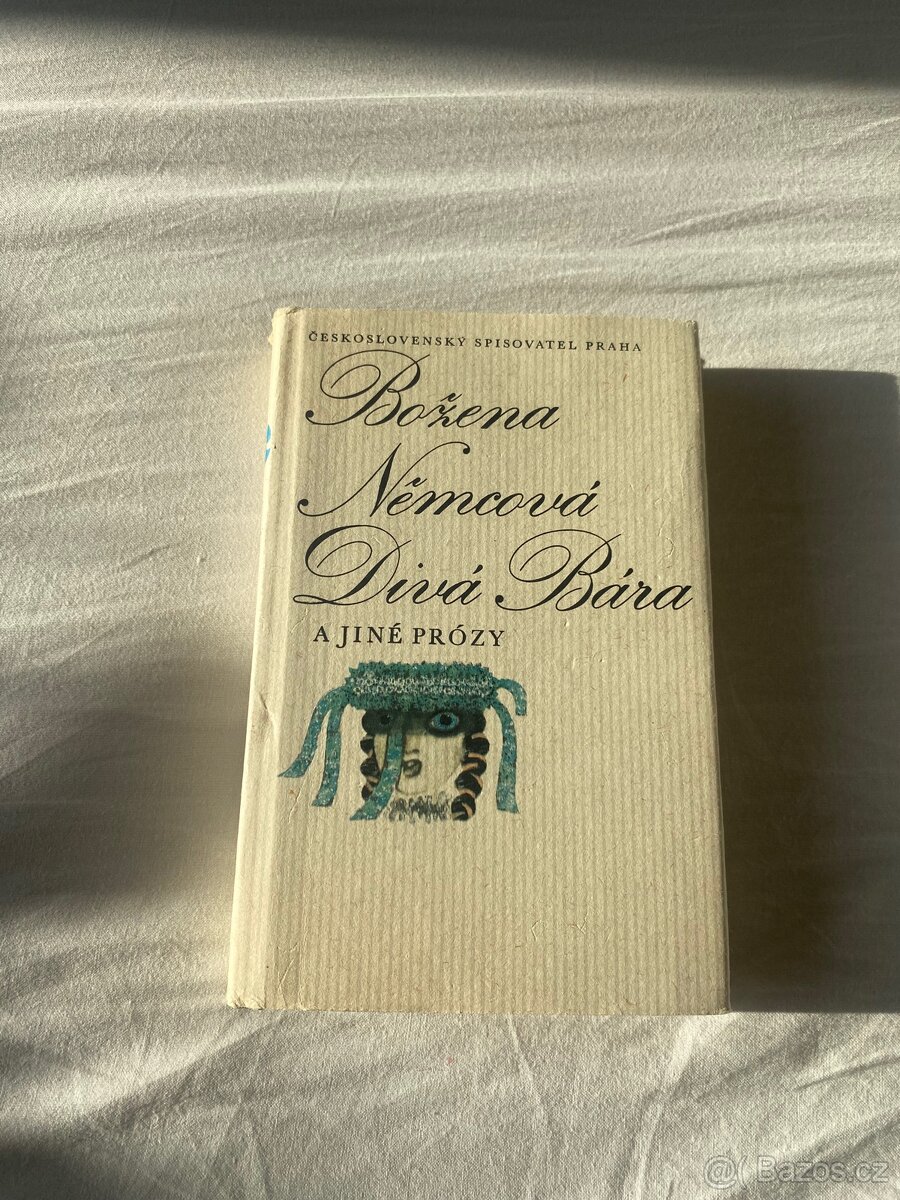 ČESKOSLOVENSKÝ SPISOVATEL PRAHA
Božena
Němcová
Divá Bára
A JINÉ PRÓZY
@( Bazos.cz